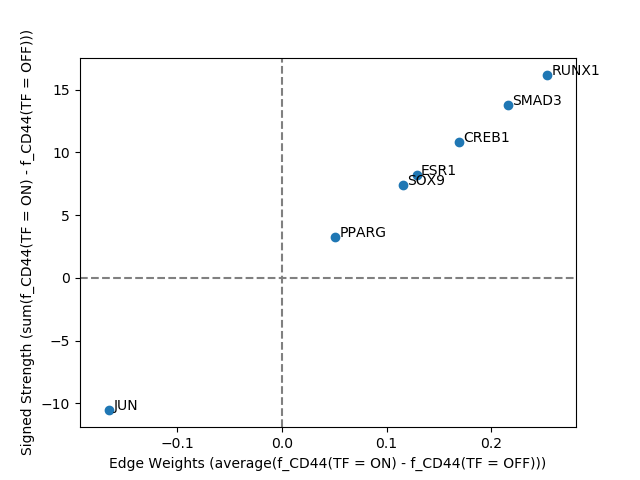 Signed Strength (sum(f_CD44(TF = ON) - f_CD44(TF = OFF)))
15
10
5
0
−5
−10
RUNX1
SMAD3
CREB1
ESR1
SOX9
PPARG
JUN
−0.1
0.0
0.1
0.2
Edge Weights (average(f_CD44(TF = ON) - f_CD44(TF = OFF)))